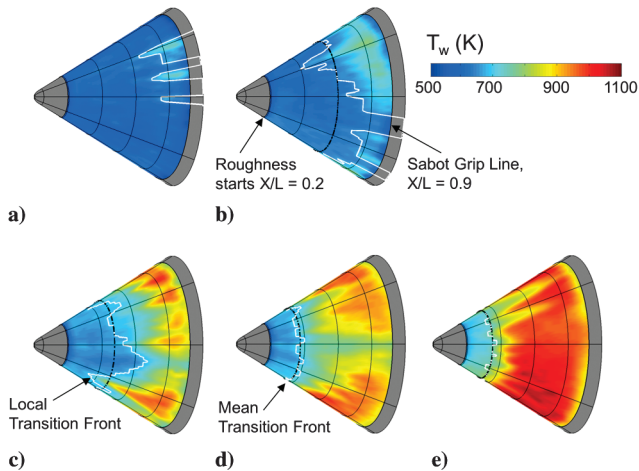 T_w (K)
500 700 900 1100
Roughness
starts X/L = 0.2
Sabot Grip Line,
X/L = 0.9
a)
b)
Local
Transition Front
Mean
Transition Front
c)
d)
e)